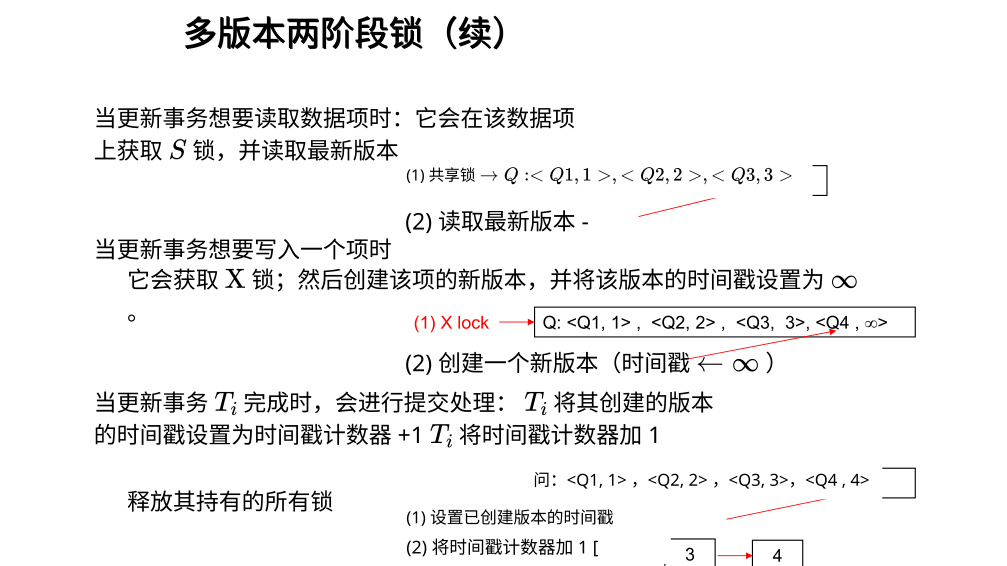 多版本两阶段锁（续）
当更新事务想要读取数据项时：它会在该数据项
上获取 S 锁，并读取最新版本
(1) 共享锁 → Q :< Q1, 1 >, < Q2, 2 >, < Q3, 3 >
(2) 读取最新版本 -
当更新事务想要写入一个项时
它会获取 X 锁；然后创建该项的新版本，并将该版本的时间戳设置为 ∞
。
(1) X lock
Q: <Q1, 1> , <Q2, 2> , <Q3, 3>, <Q4 , ∞>
(2) 创建一个新版本（时间戳 ← ∞ ）
当更新事务 Ti 完成时，会进行提交处理： Ti 将其创建的版本
的时间戳设置为时间戳计数器 +1 Ti 将时间戳计数器加 1
问：<Q1, 1> ，<Q2, 2> ，<Q3, 3>，<Q4 , 4>
释放其持有的所有锁
(1) 设置已创建版本的时间戳
(2) 将时间戳计数器加 1 [
3
4